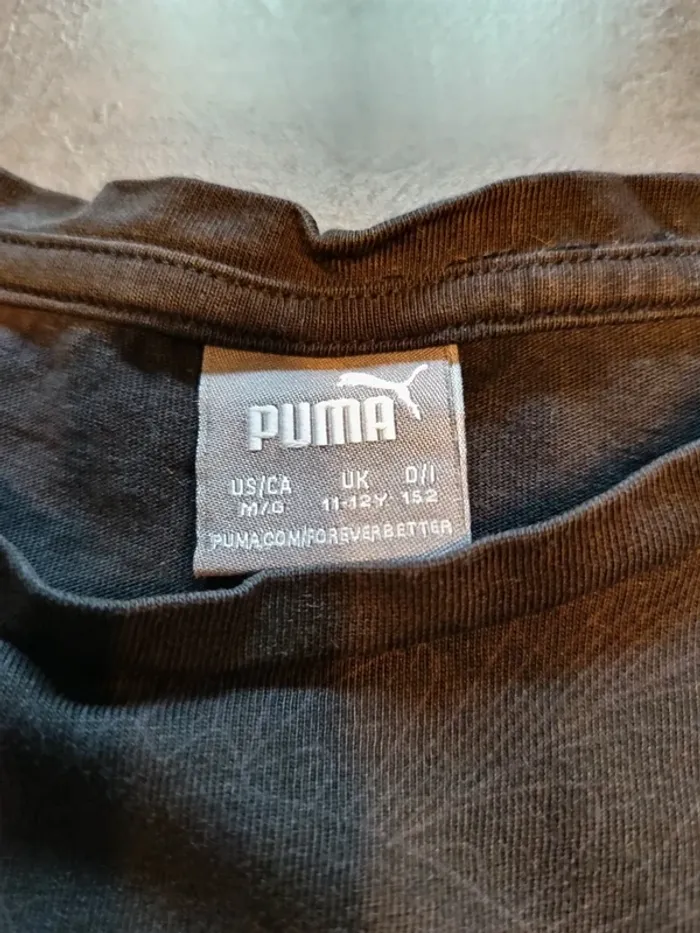 PUMA
US/CA UK D/I
M/G 11-12Y 152
PUMA.COM/FOREVERBETTER